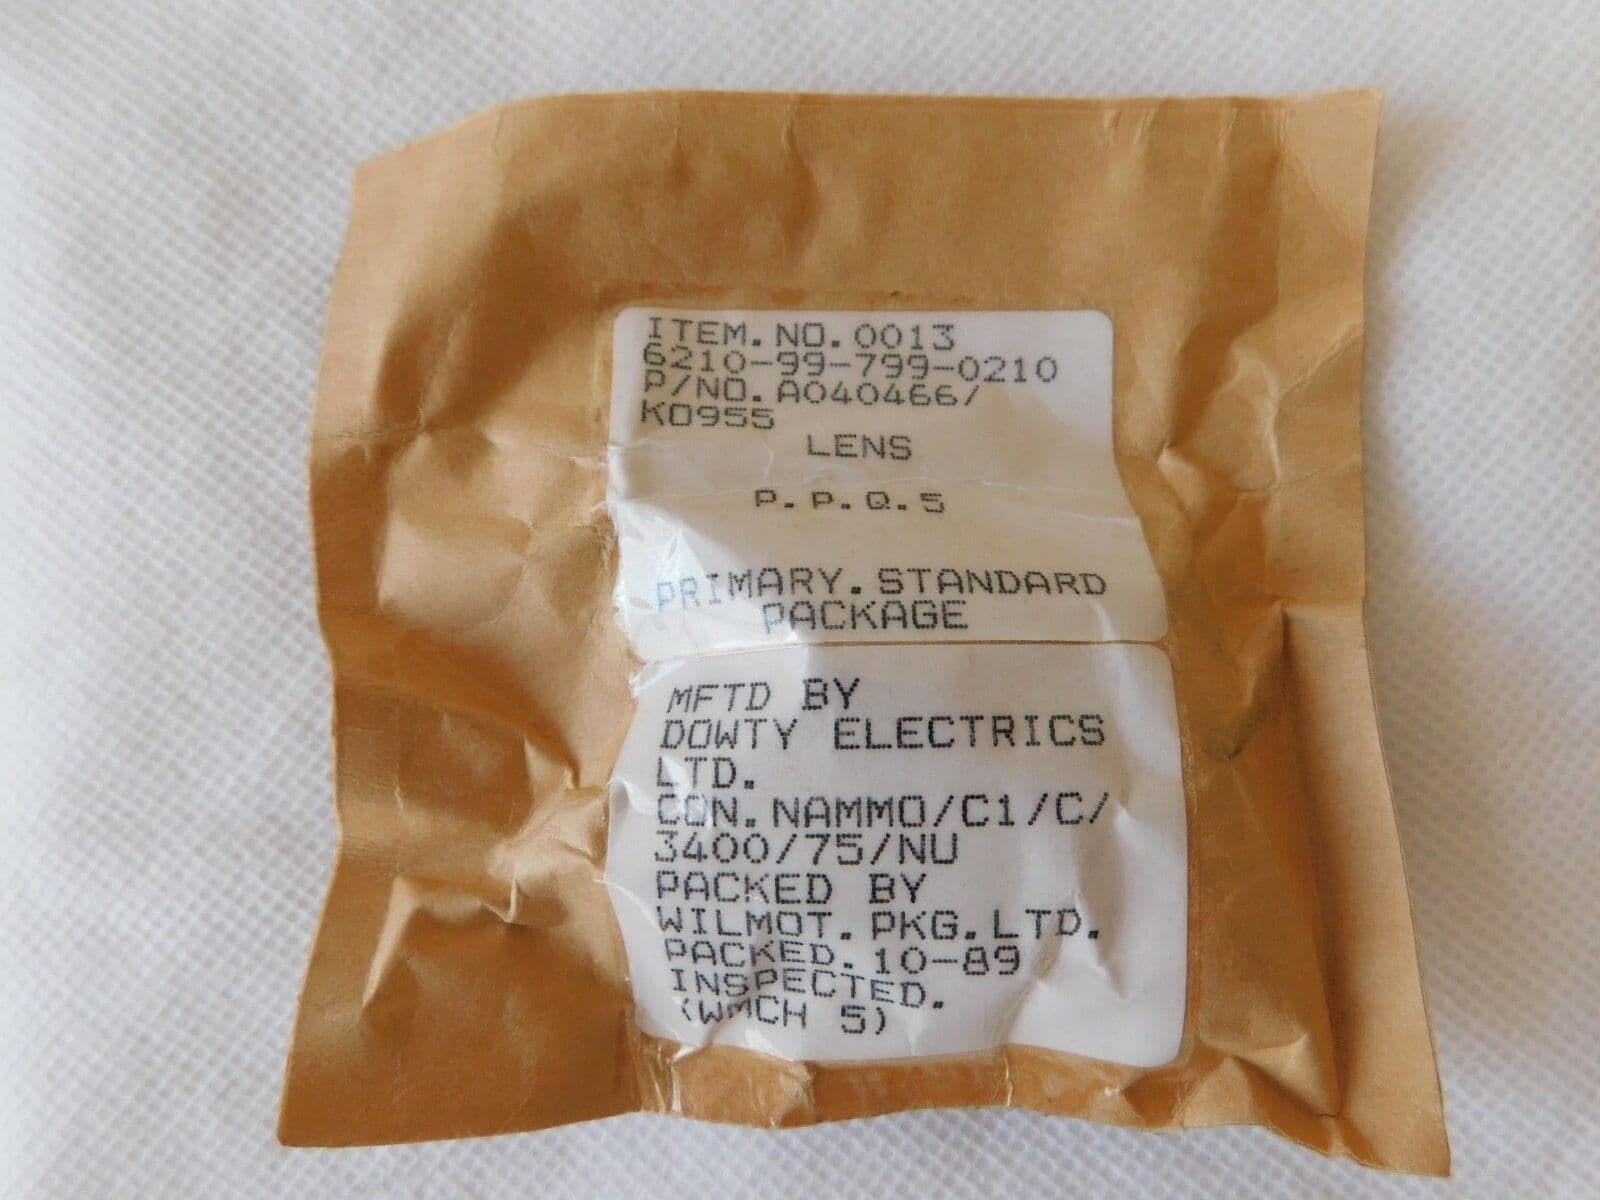 ITEM.NO.0013
6210-99-799-0210
P/NO.A040466/
K0955
LENS
P.P.Q.5
PRIMARY.STANDARD
PACKAGE
MFTD BY
DOWTY ELECTRICS
LTD.
CON.NAMMO/C1/C/
3400/75/NU
PACKED BY
WILMOT.PKG.LTD.
PACKED.10-89
INSPECTED.
(WMCH 5)